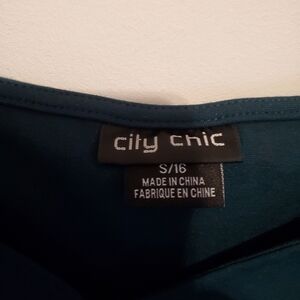 city chic
S/16
MADE IN CHINA
FABRIQUE EN CHINE